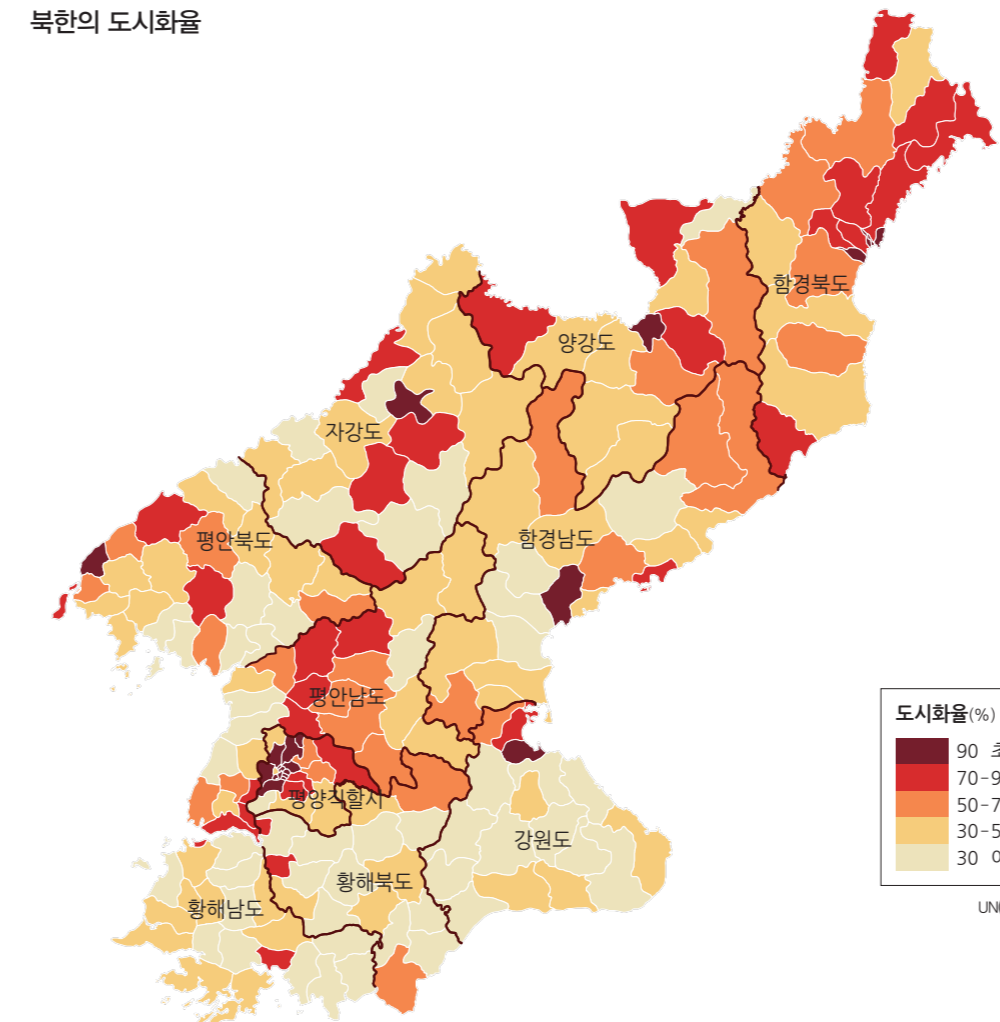 북한의 도시화율
함경북도
양강도
자강도
평안북도
함경남도
평안남도
평양직할시
강원도
황해북도
황해남도
도시화율(%)
90
70-9
50-7
30-5
30
UN